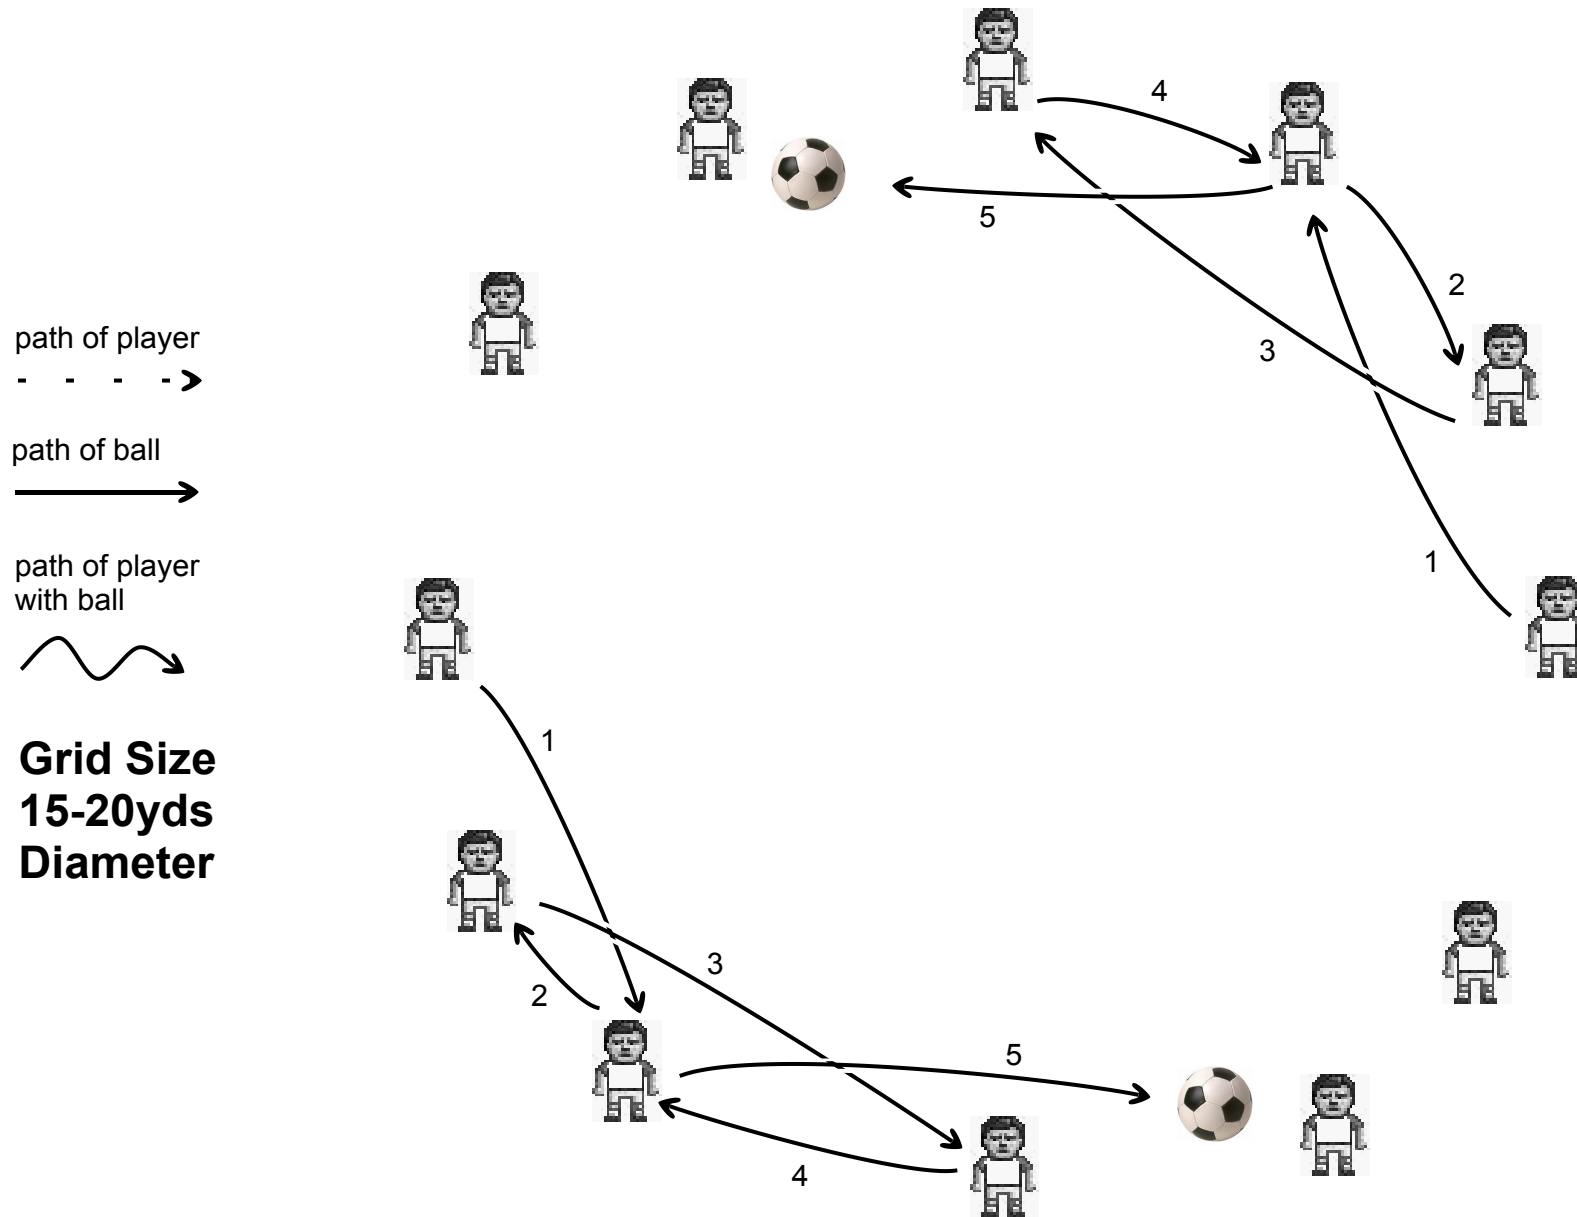 4
5
2
3
path of player
path of ball
1
path of player
with ball
1
Grid Size
15-20yds
Diameter
3
2
5
4